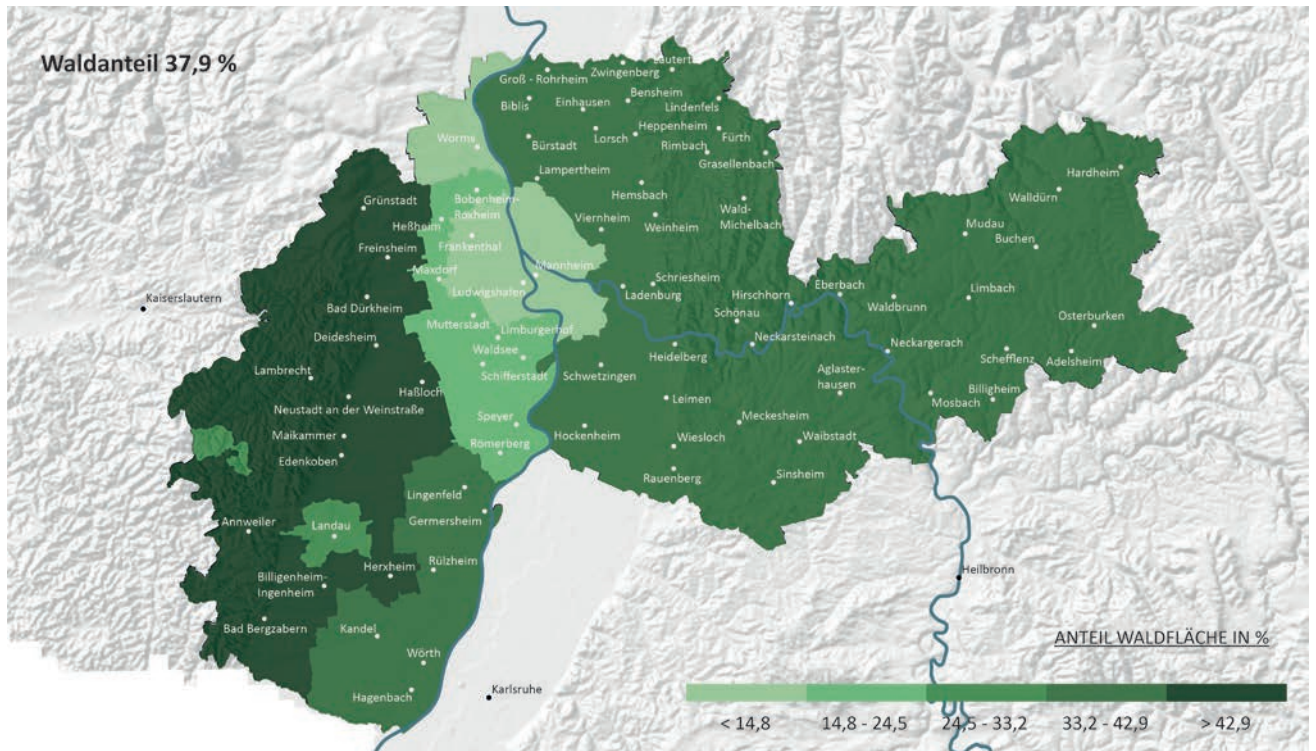 Waldanteil 37,9 %
Zwingenberg
Groß - Rohrheim
Bensheim
Biblis
Einhausen
Lindenfels
Worms
Bürstadt
Lorsch
Heppenheim
Fürth
Rimbach
Grasellenbach
Lampertheim
Hemsbach
Hardheim
Walldürn
Grünstadt
Bobenheim-
Roxheim
Heßheim
Viernheim
Weinheim
Wald-
Michelbach
Mudau
Buchen
Frankenthal
Freinsheim
Maxdorf
Mannheim
Ludwigshafen
Ladenburg
Schriesheim
Hirschhorn
Eberbach
Waldbrunn
Limbach
Kaiserslautern
Bad Dürkheim
Mutterstadt
Limburgerhof
Schönau
Osterburken
Deidesheim
Waldsee
Schifferstadt
Schwetzingen
Heidelberg
Neckarsteinach
Neckargerach
Schefflenz
Adelsheim
Lambrecht
Haßloch
Aglaster-
hausen
Billigheim
Mosbach
Neustadt an der Weinstraße
Leimen
Meckesheim
Speyer
Hockenheim
Maikammer
Wiesloch
Waibstadt
Römerberg
Edenkoben
Rauenberg
Sinsheim
Lingenfeld
Germersheim
Annweiler
Landau
Rülzheim
Herxheim
Billigenheim-
Ingenheim
Heilbronn
Bad Bergzabern
Kandel
Wörth
Hagenbach
Karlsruhe
ANTEIL WALDFLÄCHE IN %
< 14,8
14,8 - 24,5
24,5 - 33,2
33,2 - 42,9
> 42,9